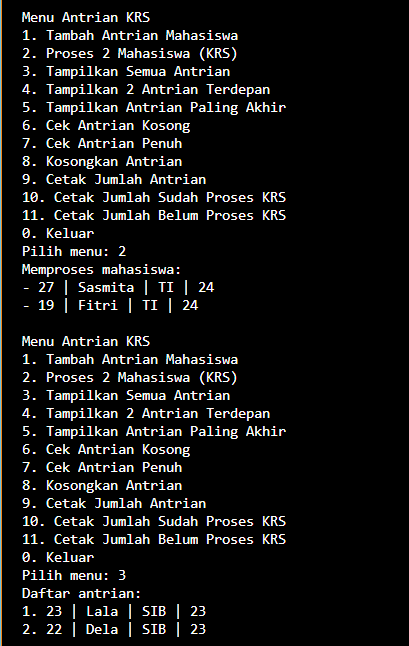 Menu Antrian KRS
1. Tambah Antrian Mahasiswa
2. Proses 2 Mahasiswa (KRS)
3. Tampilkan Semua Antrian
4. Tampilkan 2 Antrian Terdepan
5. Tampilkan Antrian Paling Akhir
6. Cek Antrian Kosong
7. Cek Antrian Penuh
8. Kosongkan Antrian
9. Cetak Jumlah Antrian
10. Cetak Jumlah Sudah Proses KRS
11. Cetak Jumlah Belum Proses KRS
0. Keluar
Pilih menu: 2
Memproses mahasiswa:
- 27 | Sasmita | TI | 24
- 19 | Fitri | TI | 24
Menu Antrian KRS
1. Tambah Antrian Mahasiswa
2. Proses 2 Mahasiswa (KRS)
3. Tampilkan Semua Antrian
4. Tampilkan 2 Antrian Terdepan
5. Tampilkan Antrian Paling Akhir
6. Cek Antrian Kosong
7. Cek Antrian Penuh
8. Kosongkan Antrian
9. Cetak Jumlah Antrian
10. Cetak Jumlah Sudah Proses KRS
11. Cetak Jumlah Belum Proses KRS
0. Keluar
Pilih menu: 3
Daftar antrian:
1. 23 | Lala | SIB | 23
2. 22 | Dela | SIB | 23